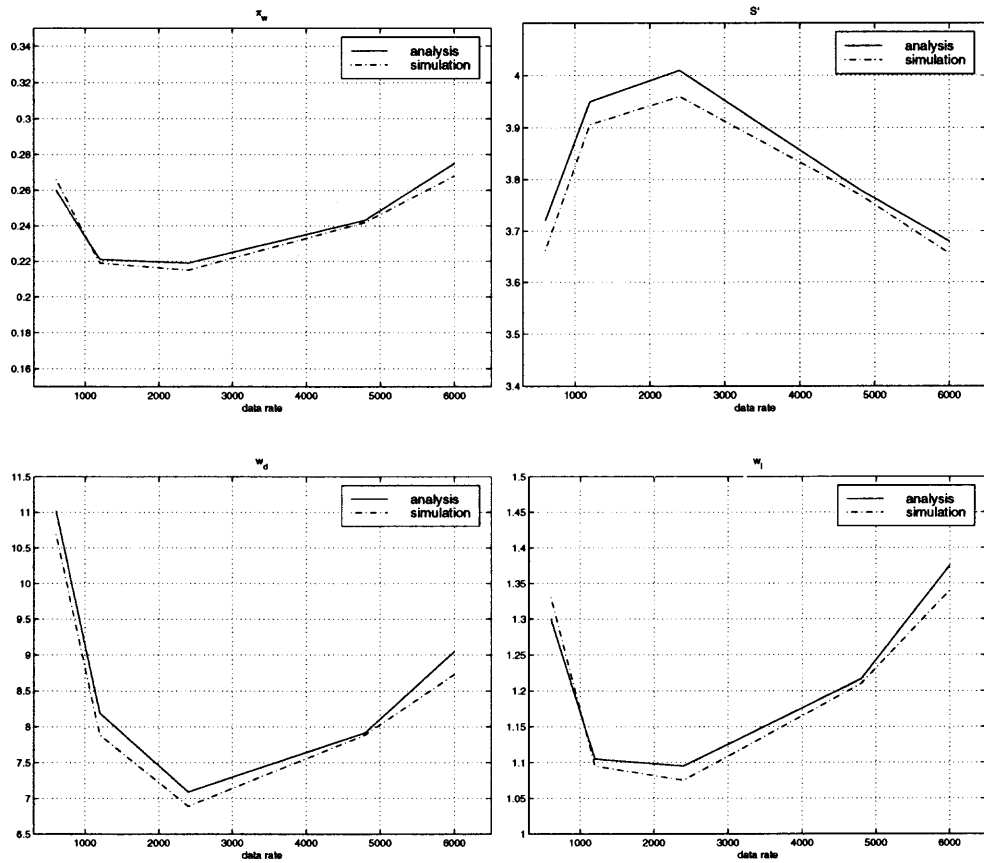 π_w
analysis
simulation
0.34
0.32
0.3
0.28
0.26
0.24
0.22
0.2
0.18
0.16
1000 2000 3000 4000 5000 6000
data rate
S'
analysis
simulation
4
3.9
3.8
3.7
3.6
3.5
3.4
1000 2000 3000 4000 5000 6000
data rate
w_d
analysis
simulation
11.5
11
10.5
10
9.5
9
8.5
8
7.5
7
6.5
1000 2000 3000 4000 5000 6000
data rate
w_l
analysis
simulation
1.5
1.45
1.4
1.35
1.3
1.25
1.2
1.15
1.1
1.05
1
1000 2000 3000 4000 5000 6000
data rate